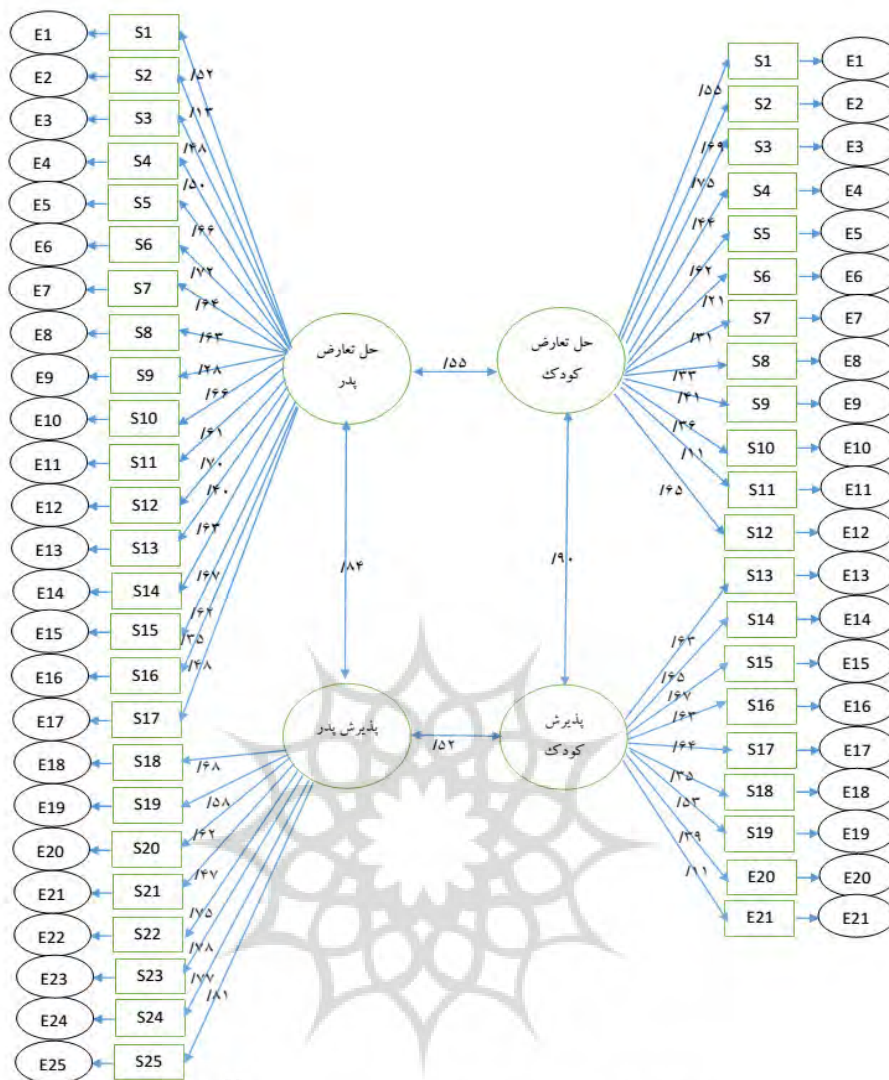 E1 S1
E2 S2
E3 S3
E4 S4
E5 S5
E6 S6
E7 S7
E8 S8
E9 S9
E10 S10
E11 S11
E12 S12
E13 S13
E14 S14
E15 S15
E16 S16
E17 S17
E18 S18
E19 S19
E20 S20
E21 S21
E22 S22
E23 S23
E24 S24
E25 S25
/۵۲
/۱۳
/۴۸
/۵۰
/۶۶
/۷۲
/۶۴
/۶۳
/۲۸
/۶۶
/۶۱
/۷۰
/۴۰
/۶۳
/۶۷
/۶۲
/۳۵
/۴۸
/۶۸
/۵۸
/۶۲
/۴۷
/۷۵
/۷۸
/۷۷
/۸۱
حل تعارض
پدر
/۵۵
حل تعارض
کودک
/۸۴
/۹۰
پذیرش پدر
/۵۲
پذیرش
کودک
/۵۵
/۶۹
/۷۵
/۴۴
/۶۲
/۲۱
/۳۱
/۳۳
/۴۱
/۳۶
/۱۱
/۶۵
/۶۳
/۶۵
/۶۷
/۶۳
/۶۴
/۳۵
/۵۳
/۳۹
/۱۱
S1 E1
S2 E2
S3 E3
S4 E4
S5 E5
S6 E6
S7 E7
S8 E8
S9 E9
S10 E10
S11 E11
S12 E12
S13 E13
S14 E14
S15 E15
S16 E16
S17 E17
S18 E18
S19 E19
E20 E20
E21 E21